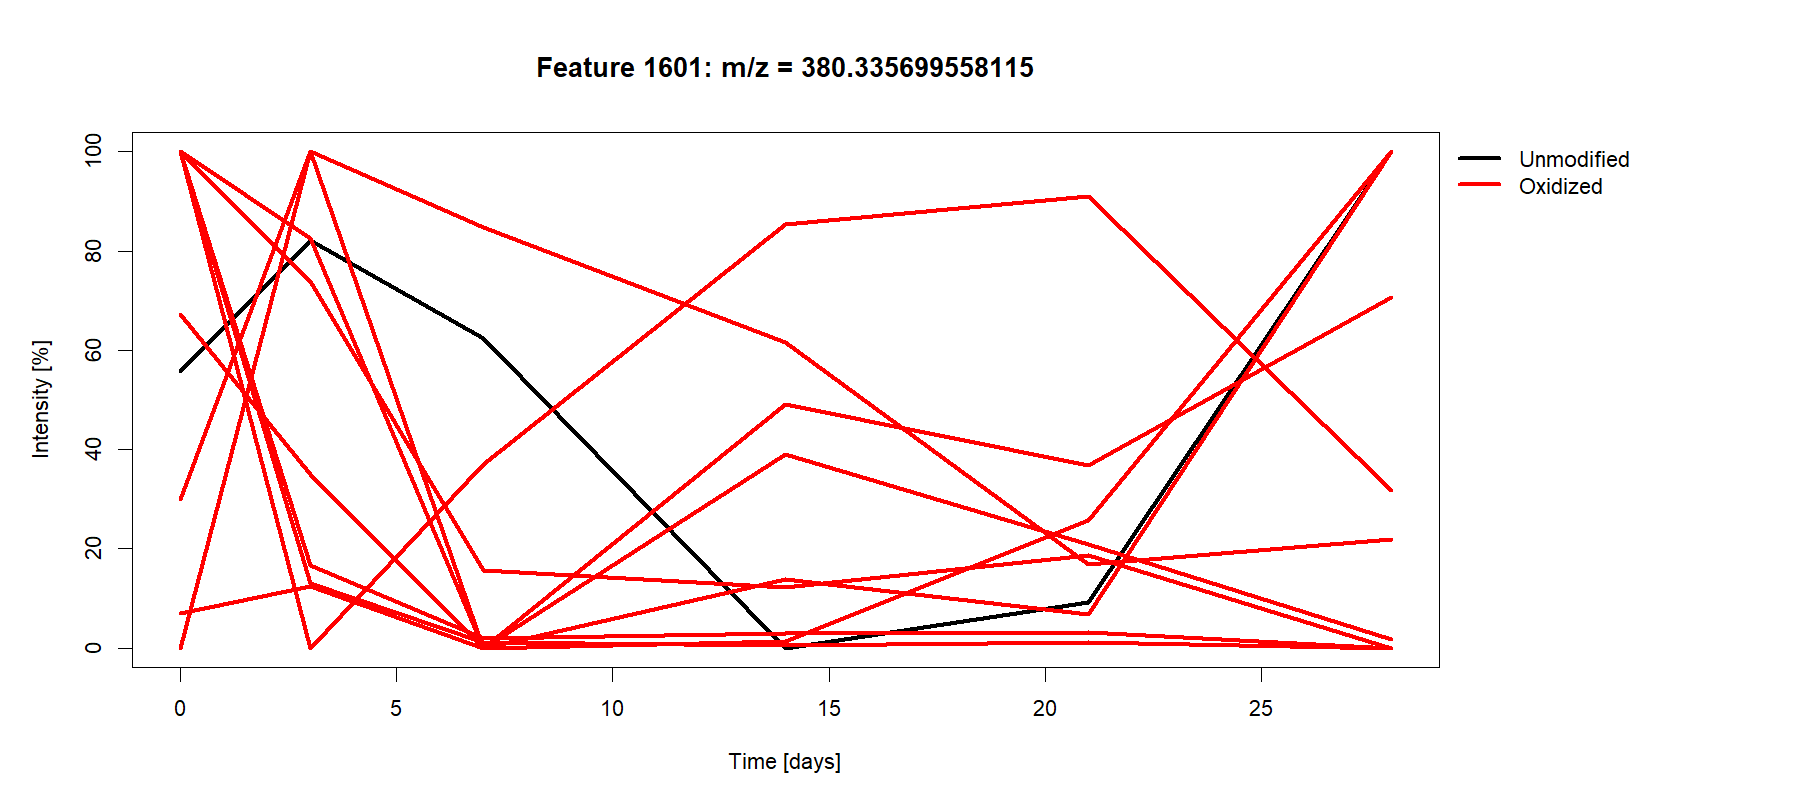 Feature 1601: m/z = 380.335699558115
Unmodified
Oxidized
Intensity [%]
100
80
60
40
20
0
0 5 10 15 20 25
Time [days]